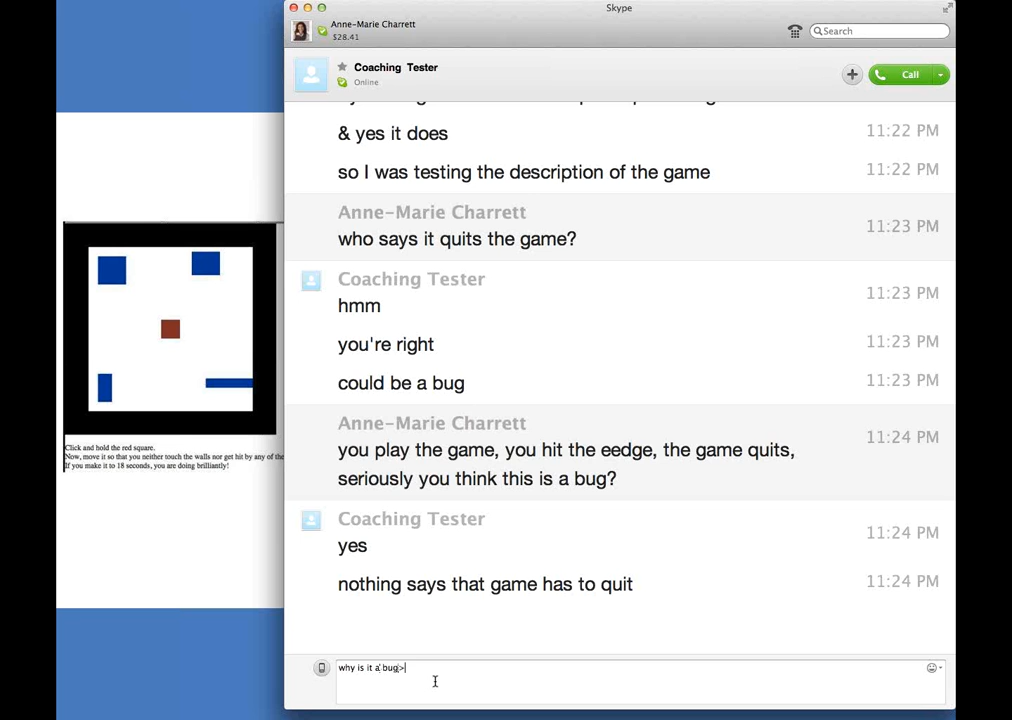 Skype
Anne-Marie Charrett
$28.41
Search
Coaching Tester
Online
Call
& yes it does
11:22 PM
so I was testing the description of the game
11:22 PM
Anne-Marie Charrett
who says it quits the game?
11:23 PM
Coaching Tester
hmm
11:23 PM
you're right
11:23 PM
could be a bug
11:23 PM
Anne-Marie Charrett
you play the game, you hit the eedge, the game quits,
seriously you think this is a bug?
11:24 PM
Coaching Tester
yes
11:24 PM
nothing says that game has to quit
11:24 PM
why is it a bug>
Click and hold the red square.
Now, move it so that you neither touch the walls nor get hit by any of the
If you make it to 18 seconds, you are doing brilliantly!